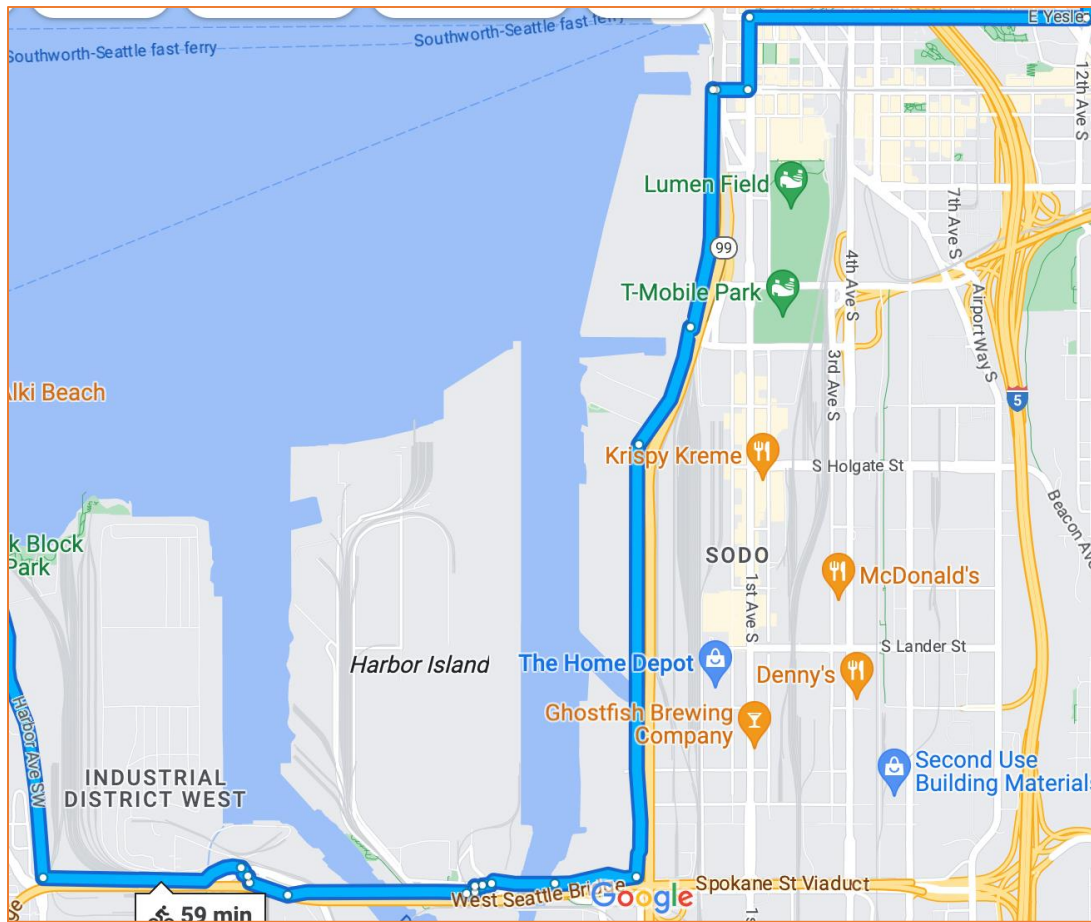 Southworth-Seattle fast ferry
Southworth-Seattle fast ferry
E Yesle
12th Ave S
Lumen Field
7th Ave S
99
T-Mobile Park
4th Ave S
Airport Way S
3rd Ave S
lki Beach
5
Krispy Kreme
S Holgate St
Beacon Ave
k Block
Park
SODO
McDonald's
1st Ave S
S Lander St
Harbor Island
The Home Depot
Denny's
Ghostfish Brewing
Company
Harbor Ave SW
INDUSTRIAL
DISTRICT WEST
Second Use
Building Materials
West Seattle Bridge
Google
Spokane St Viaduct
ge
59 min
1s